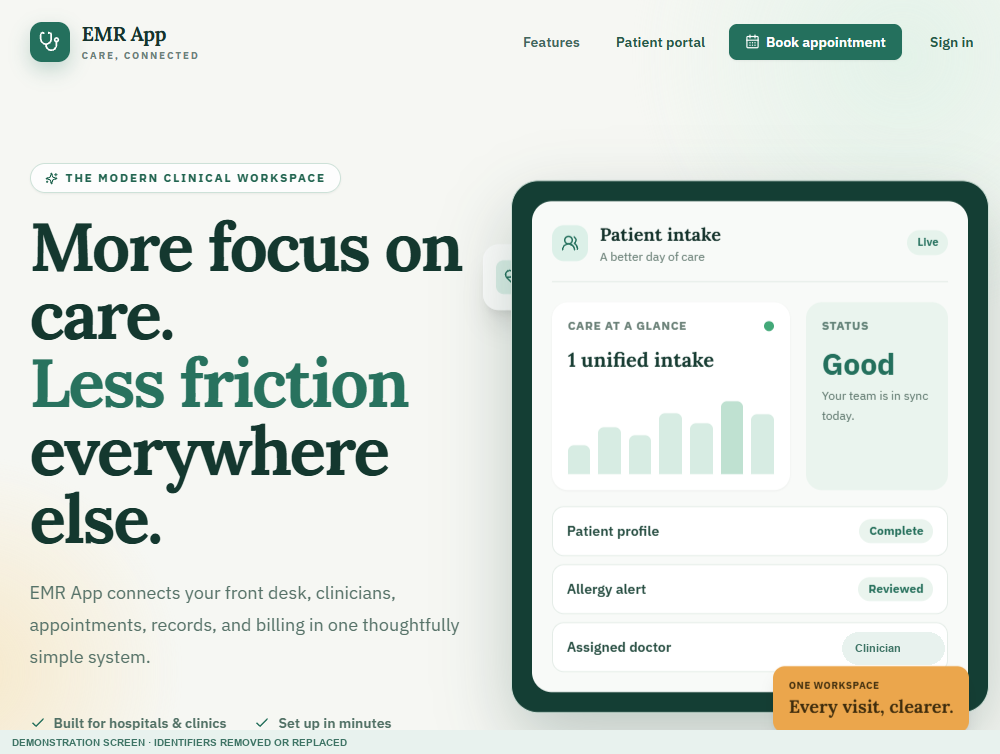 EMR App
CARE, CONNECTED
Features
Patient portal
Book appointment
Sign in
THE MODERN CLINICAL WORKSPACE
More focus on
care.
Less friction
everywhere
else.
EMR App connects your front desk, clinicians,
appointments, records, and billing in one thoughtfully
simple system.
Built for hospitals & clinics
Set up in minutes
Patient intake
A better day of care
Live
CARE AT A GLANCE
1 unified intake
STATUS
Good
Your team is in sync
today.
Patient profile
Complete
Allergy alert
Reviewed
Assigned doctor
Clinician
ONE WORKSPACE
Every visit, clearer.
DEMONSTRATION SCREEN · IDENTIFIERS REMOVED OR REPLACED